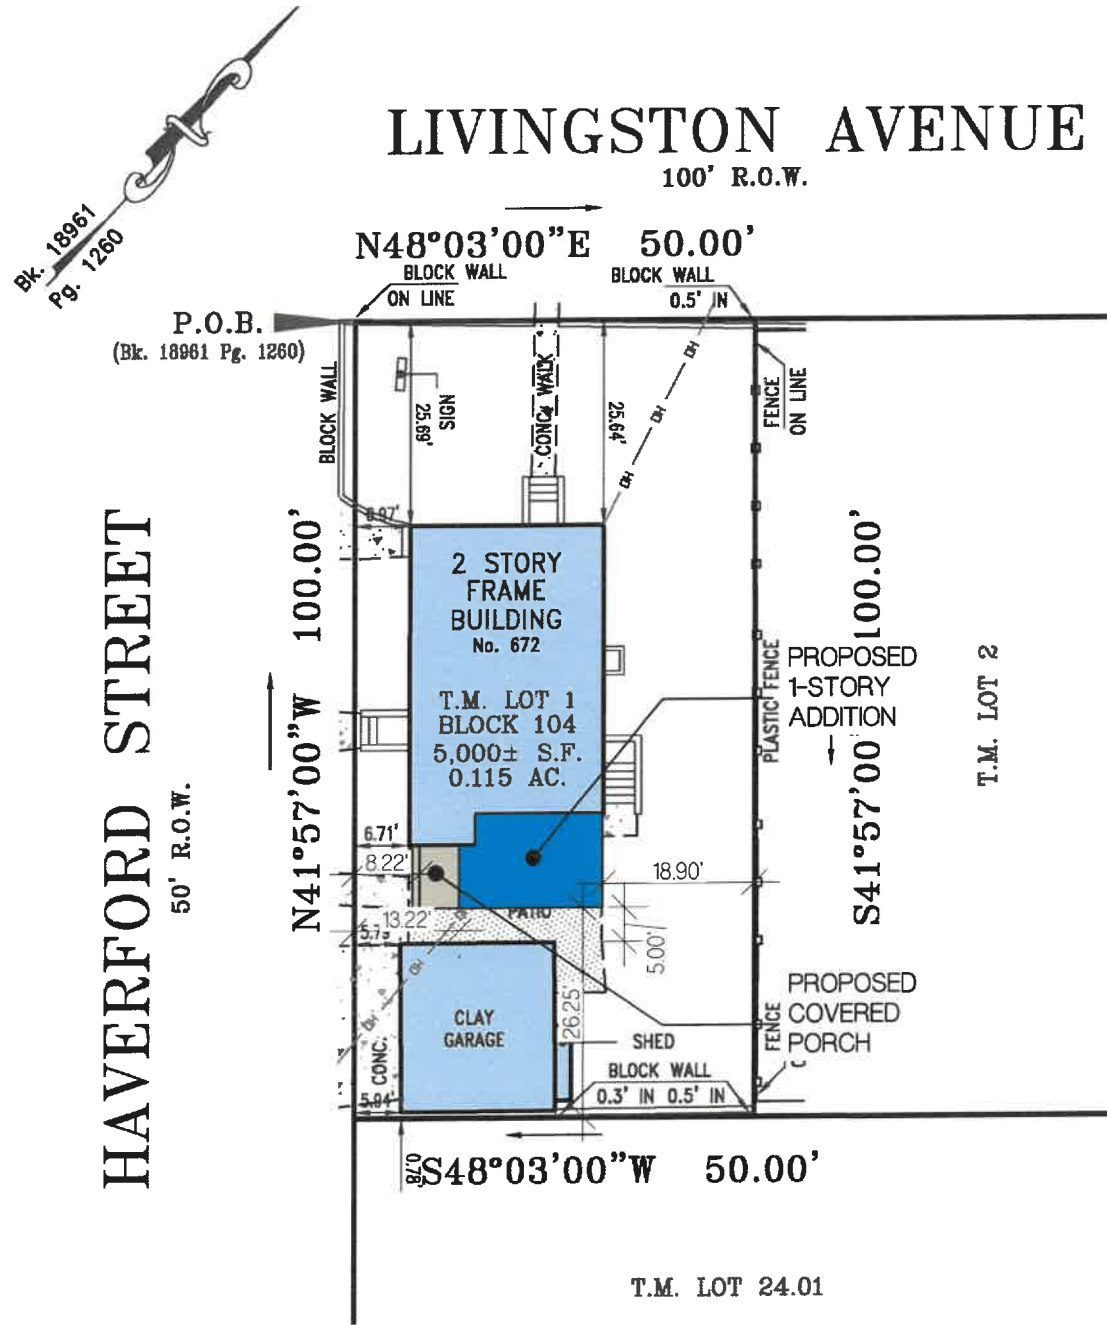 Bk. 18961
Pg. 1260
LIVINGSTON AVENUE
100' R.O.W.
N48°03'00"E 50.00'
BLOCK WALL
ON LINE
BLOCK WALL
0.5' IN
P.O.B.
(Bk. 18961 Pg. 1260)
BLOCK WALL
25.69'
SIGN
CONC. WALK
25.64'
OH
OH
OH
FENCE
ON LINE
6.97'
HAVERFORD STREET
50' R.O.W.
N41°57'00"W 100.00'
2 STORY
FRAME
BUILDING
No. 672
T.M. LOT 1
BLOCK 104
5,000± S.F.
0.115 AC.
PLASTIC FENCE
PROPOSED
1-STORY
ADDITION
S41°57'00 100.00'
T.M. LOT 2
6.71'
8.22'
18.90'
PATIO
13.22'
5.00'
OH
OH
CONC.
CLAY
GARAGE
26.25'
SHED
FENCE
PROPOSED
COVERED
PORCH
BLOCK WALL
0.3' IN 0.5' IN
5.94'
0.78'
S48°03'00"W 50.00'
T.M. LOT 24.01